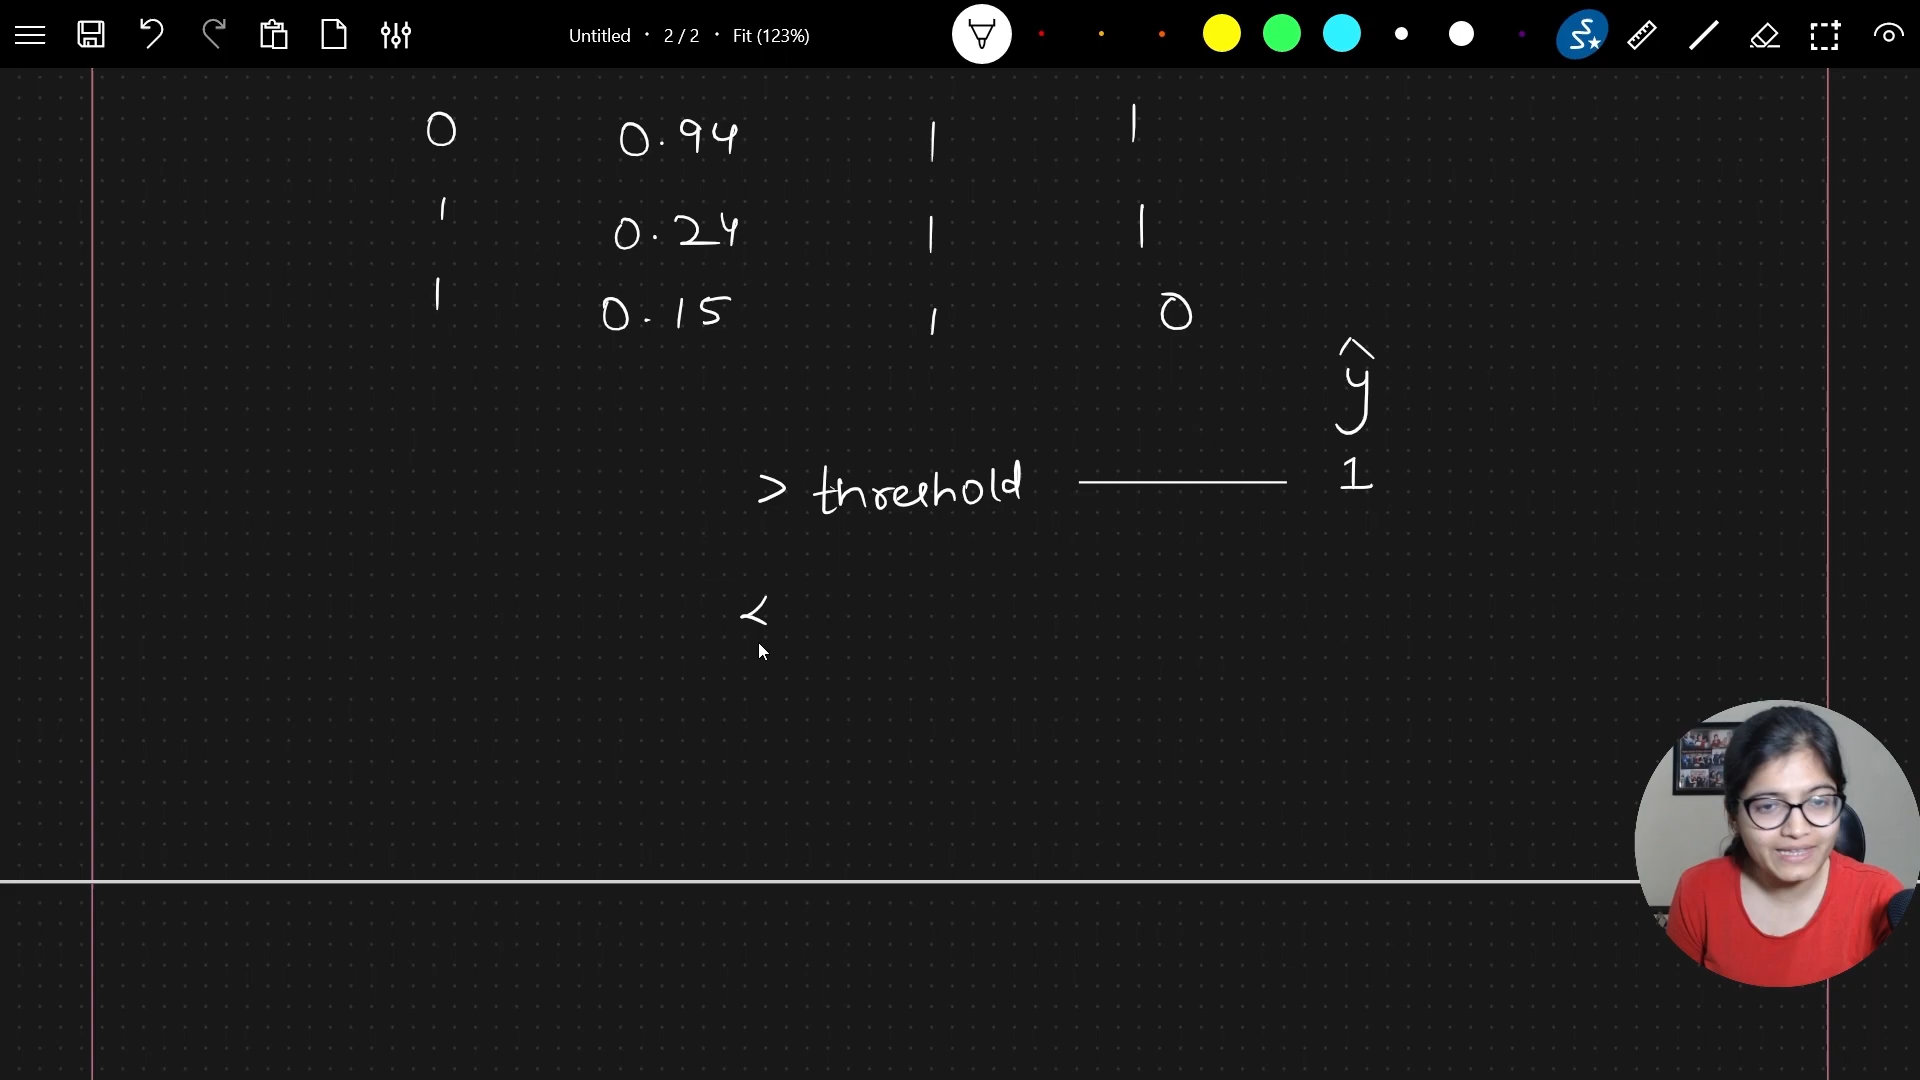 Untitled • 2 / 2 • Fit (123%)
0 0.94 1 1
1 0.24 1 1
1 0.15 1 0
ŷ
> threshold —— 1
<